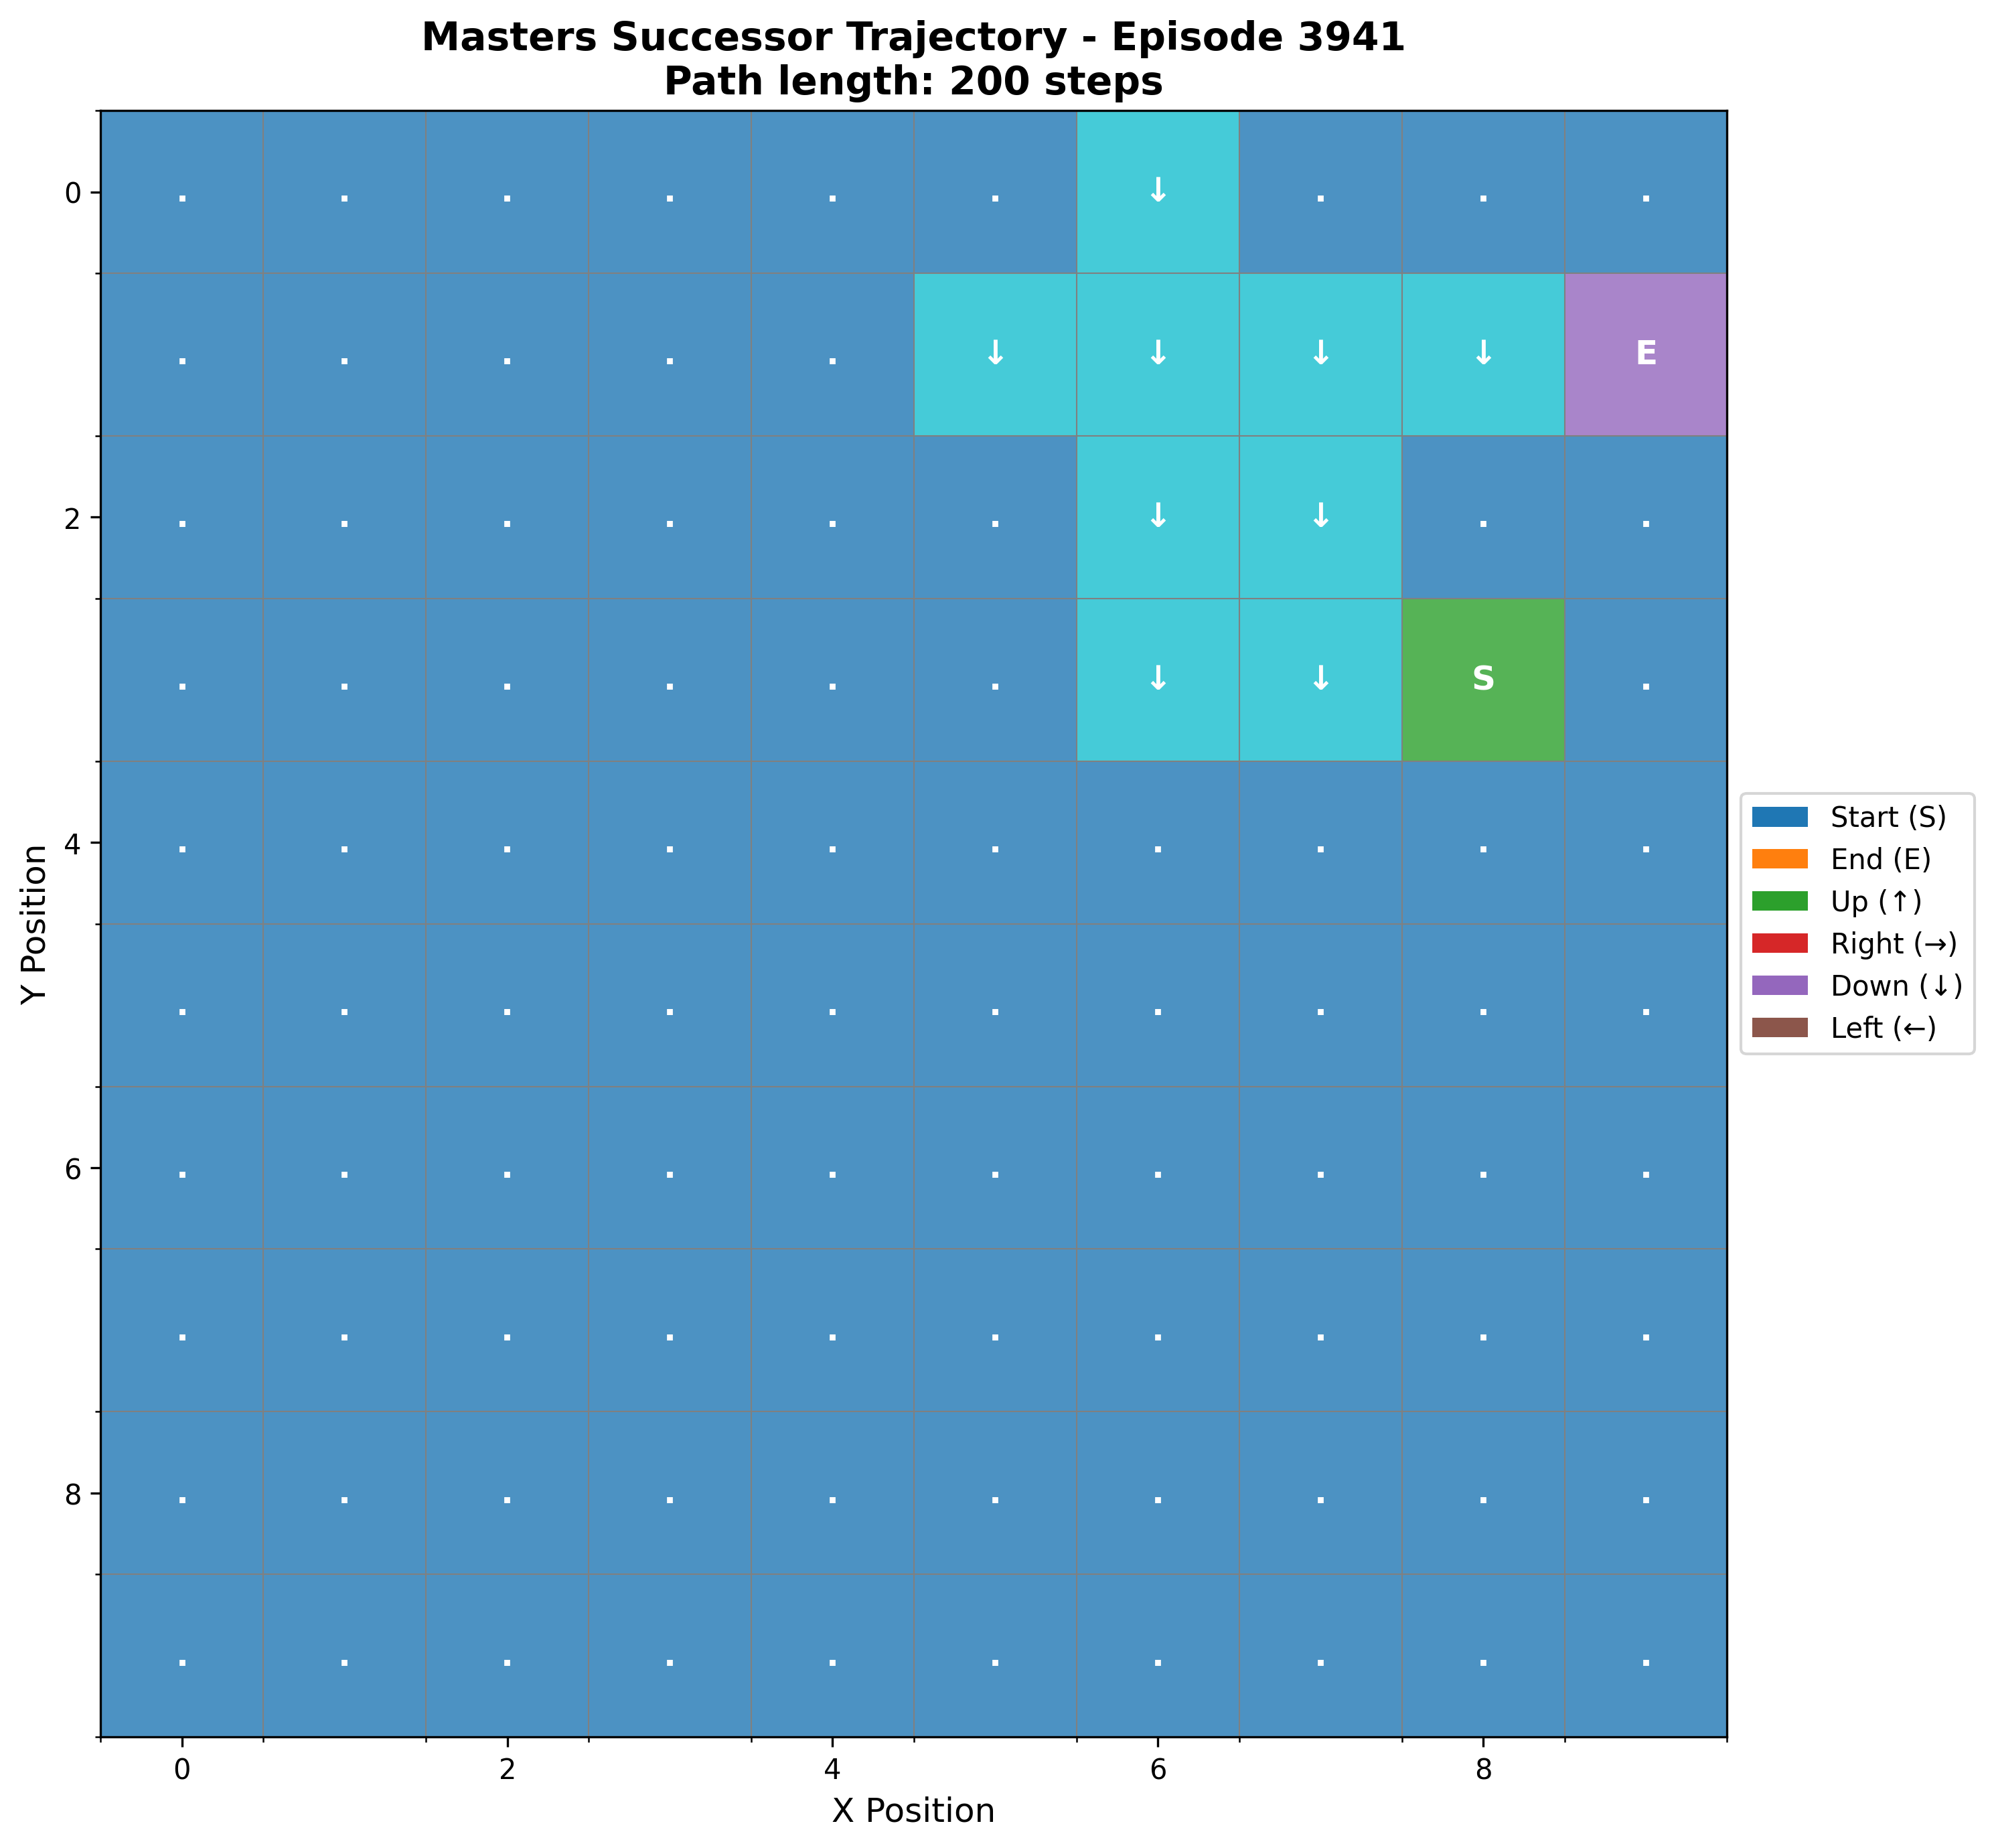 Masters Successor Trajectory - Episode 3941
Path length: 200 steps
0 . . . . . . ↓ . . .
. . . . . ↓ ↓ ↓ ↓ E
2 . . . . . . ↓ ↓ . .
. . . . . . ↓ ↓ S .
4 . . . . . . . . . .
. . . . . . . . . .
6 . . . . . . . . . .
. . . . . . . . . .
8 . . . . . . . . . .
. . . . . . . . . .
0 2 4 6 8
X Position
Y Position
Start (S)
End (E)
Up (↑)
Right (→)
Down (↓)
Left (←)